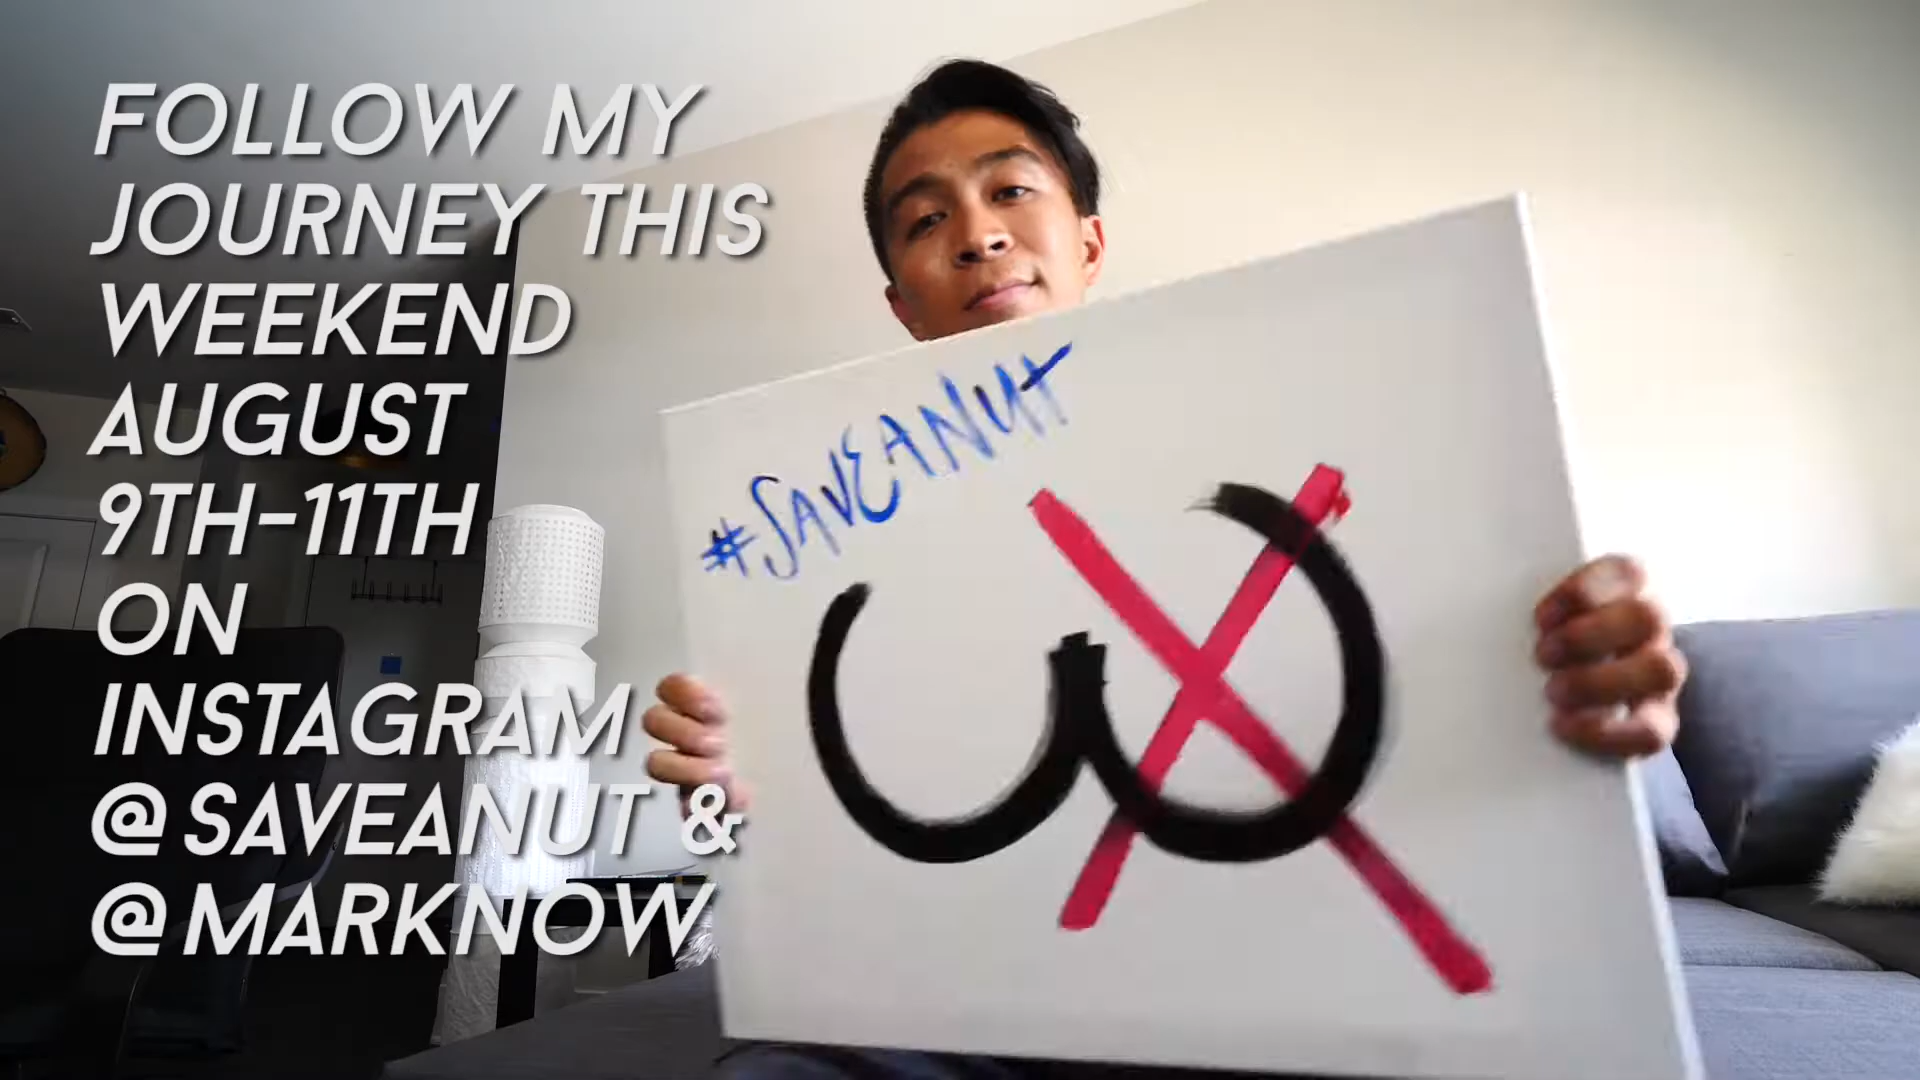 FOLLOW MY
JOURNEY THIS
WEEKEND
AUGUST
9TH-11TH
ON
INSTAGRAM
@SAVEANUT &
@MARKNOW
#SAVEANUT